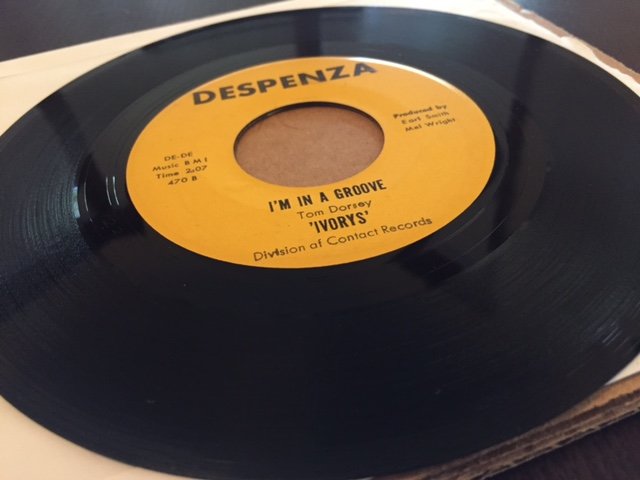 DESPENZA
DE-DE
Music B M I
Time 2:07
470 B
Produced by
Earl Smith
Mel Wright
I'M IN A GROOVE
Tom Dorsey
'IVORYS'
Division of Contact Records